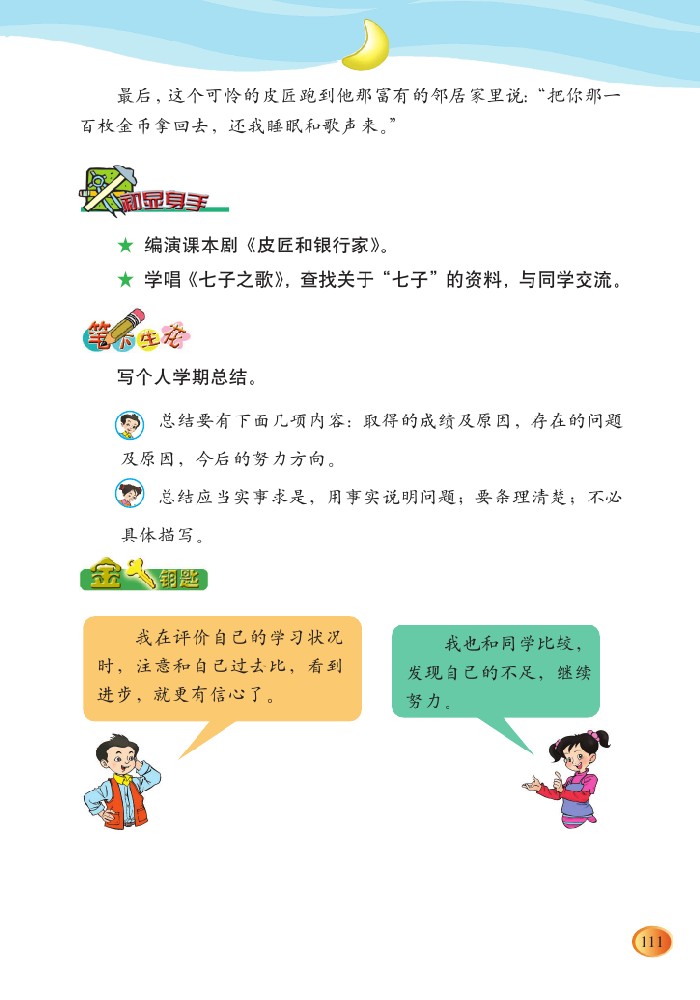 最后，这个可怜的皮匠跑到他那富有的邻居家里说：“把你那一
百枚金币拿回去，还我睡眠和歌声来。”
初显身手
★ 编演课本剧《皮匠和银行家》。
★ 学唱《七子之歌》，查找关于“七子”的资料，与同学交流。
笔下生花
写个人学期总结。
总结要有下面几项内容：取得的成绩及原因，存在的问题
及原因，今后的努力方向。
总结应当实事求是，用事实说明问题；要条理清楚；不必
具体描写。
金钥匙
我在评价自己的学习状况
时，注意和自己过去比，看到
进步，就更有信心了。
我也和同学比较，
发现自己的不足，继续
努力。
111